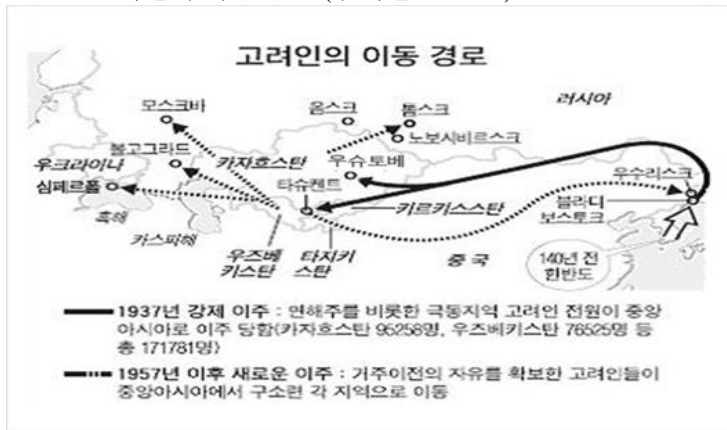 고려인의 이동 경로
모스크바
옴스크
톰스크
러시아
노보시비르스크
볼고그라드
카자흐스탄
우슈토베
우크라이나
심페르폴
타슈켄트
우수리스크
블라디
보스토크
키르키스스탄
흑해
카스피해
우즈베
키스탄
타지키
스탄
중국
140년 전
한반도
1937년 강제 이주 : 연해주를 비롯한 극동지역 고려인 전원이 중앙
아시아로 이주 당함(카자흐스탄 95258명, 우즈베키스탄 76525명 등
총 171781명)
1957년 이후 새로운 이주 : 거주이전의 자유를 확보한 고려인들이
중앙아시아에서 구소련 각 지역으로 이동